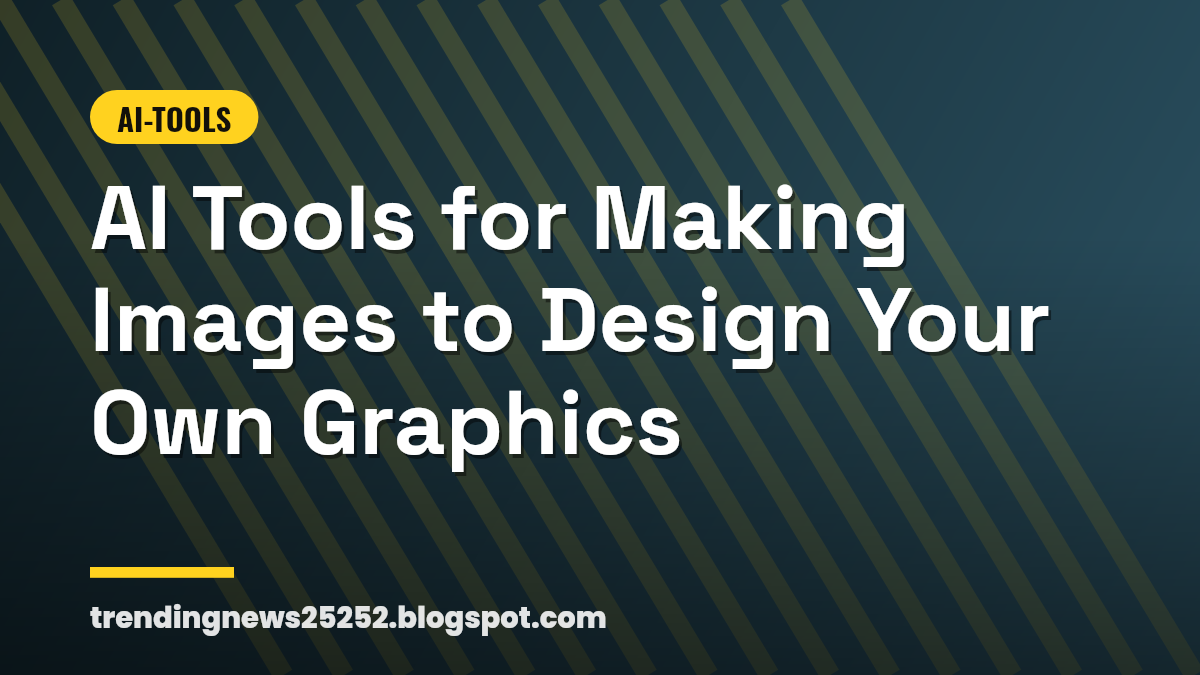 AI-TOOLS
AI Tools for Making
Images to Design Your
Own Graphics
trendingnews25252.blogspot.com